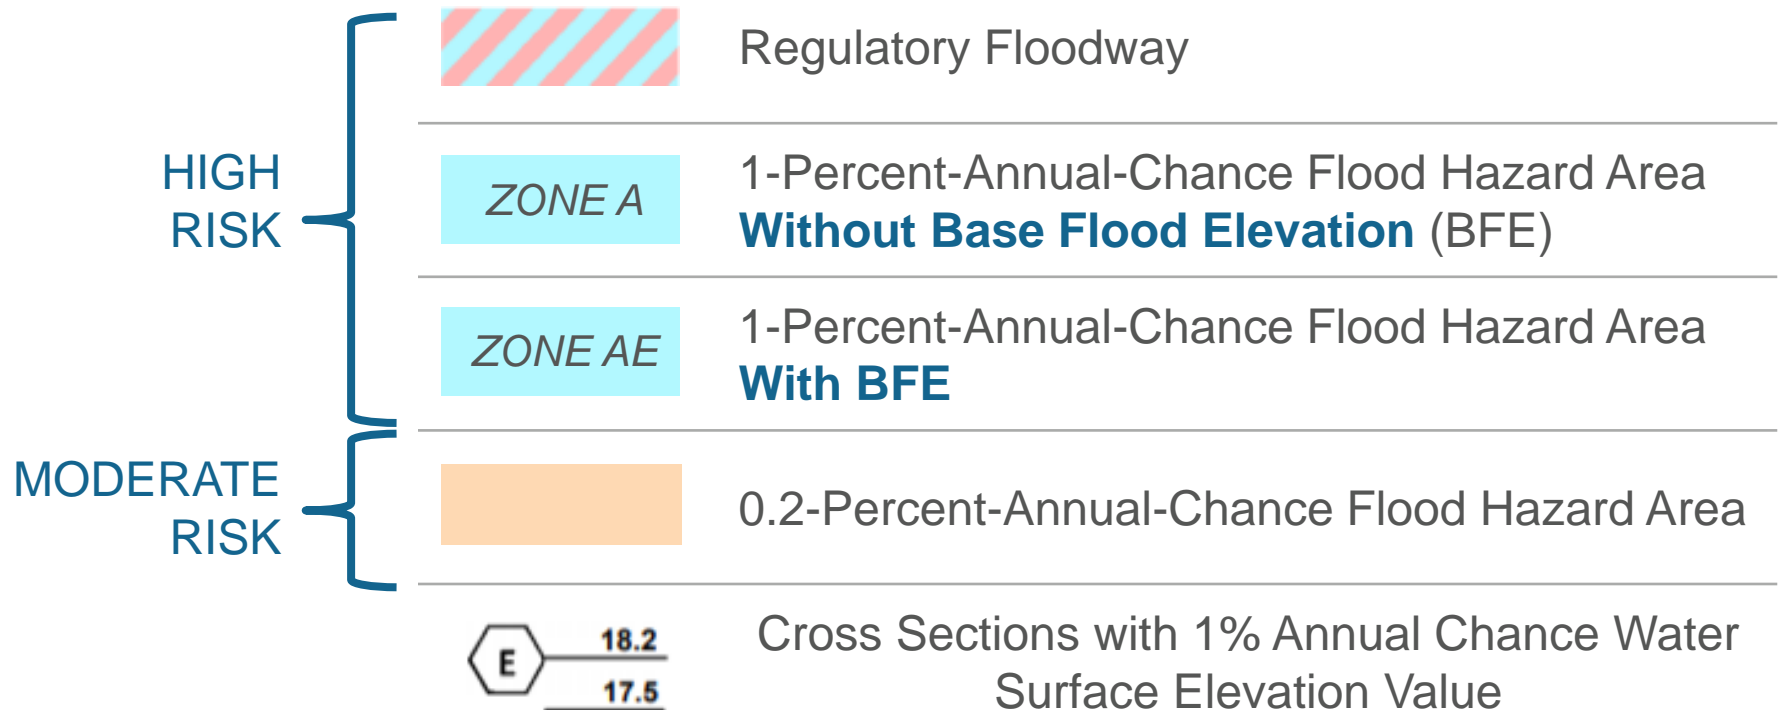 Regulatory Floodway
HIGH
RISK
ZONE A
1-Percent-Annual-Chance Flood Hazard Area
Without Base Flood Elevation (BFE)
ZONE AE
1-Percent-Annual-Chance Flood Hazard Area
With BFE
MODERATE
RISK
0.2-Percent-Annual-Chance Flood Hazard Area
E
18.2
17.5
Cross Sections with 1% Annual Chance Water
Surface Elevation Value